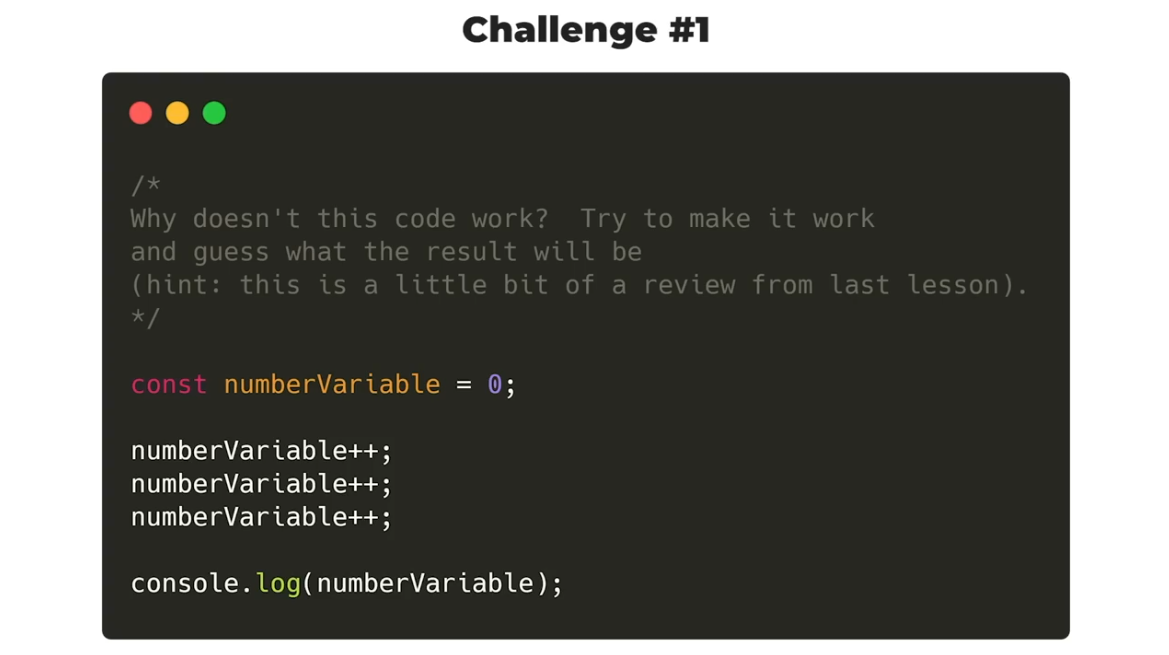 Challenge #1
/*
Why doesn't this code work?  Try to make it work
and guess what the result will be
(hint: this is a little bit of a review from last lesson).
*/
const numberVariable = 0;
numberVariable++;
numberVariable++;
numberVariable++;
console.log(numberVariable);